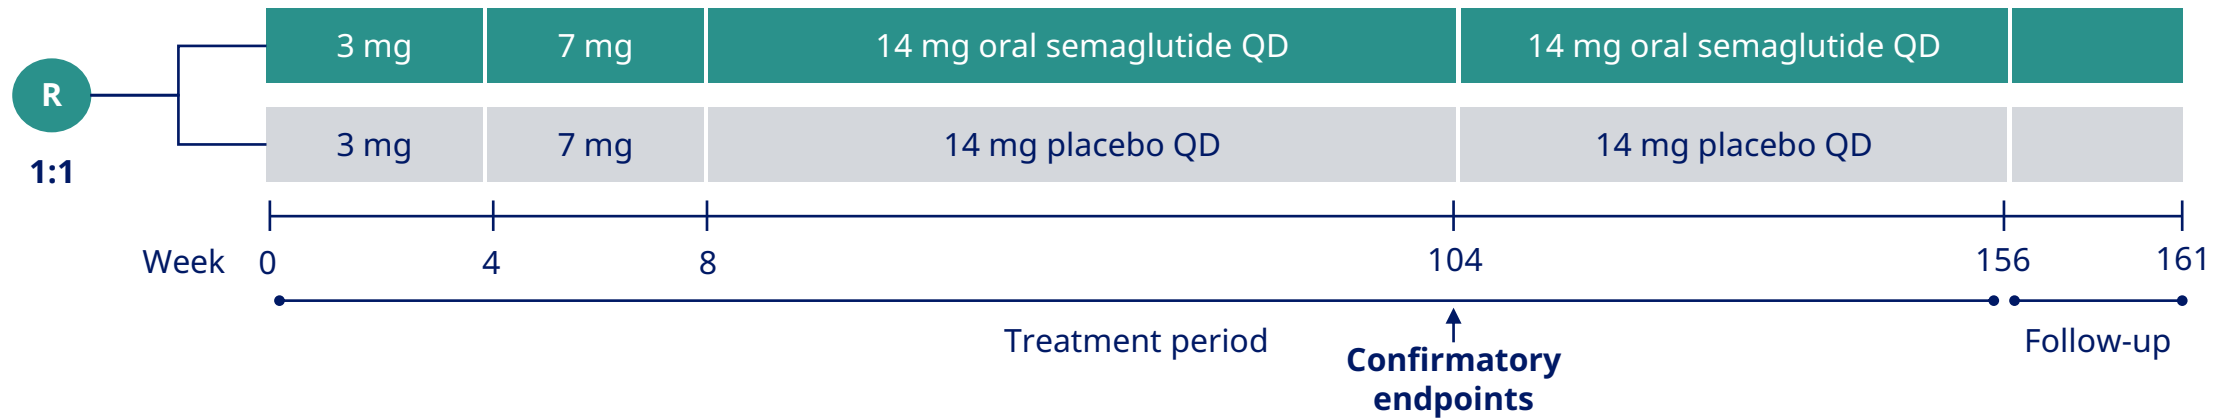 3 mg 7 mg 14 mg oral semaglutide QD 14 mg oral semaglutide QD
R
3 mg 7 mg 14 mg placebo QD 14 mg placebo QD
1:1
Week 0 4 8 104 156 161
Treatment period Follow-up
Confirmatory
endpoints